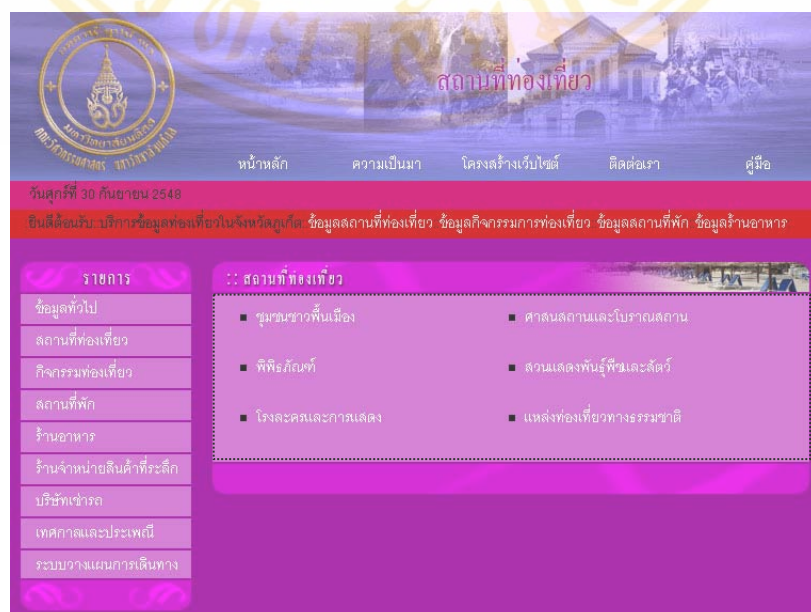 สถานที่ท่องเที่ยว
หน้าหลัก ความเป็นมา โครงสร้างเว็บไซต์ ติดต่อเรา คู่มือ
วันศุกร์ที่ 30 กันยายน 2548
ยินดีต้อนรับ::บริการข้อมูลท่องเที่ยวในจังหวัดภูเก็ต: ข้อมูลสถานที่ท่องเที่ยว ข้อมูลกิจกรรมการท่องเที่ยว ข้อมูลสถานที่พัก ข้อมูลร้านอาหาร
รายการ
ข้อมูลทั่วไป
สถานที่ท่องเที่ยว
กิจกรรมท่องเที่ยว
สถานที่พัก
ร้านอาหาร
ร้านจำหน่ายสินค้าที่ระลึก
บริษัทเช่ารถ
เทศกาลและประเพณี
ระบบวางแผนการเดินทาง
:: สถานที่ท่องเที่ยว
ชุมชนชาวพื้นเมือง
ศาสนสถานและโบราณสถาน
พิพิธภัณฑ์
สวนแสดงพันธุ์พืชและสัตว์
โรงละครและการแสดง
แหล่งท่องเที่ยวทางธรรมชาติ